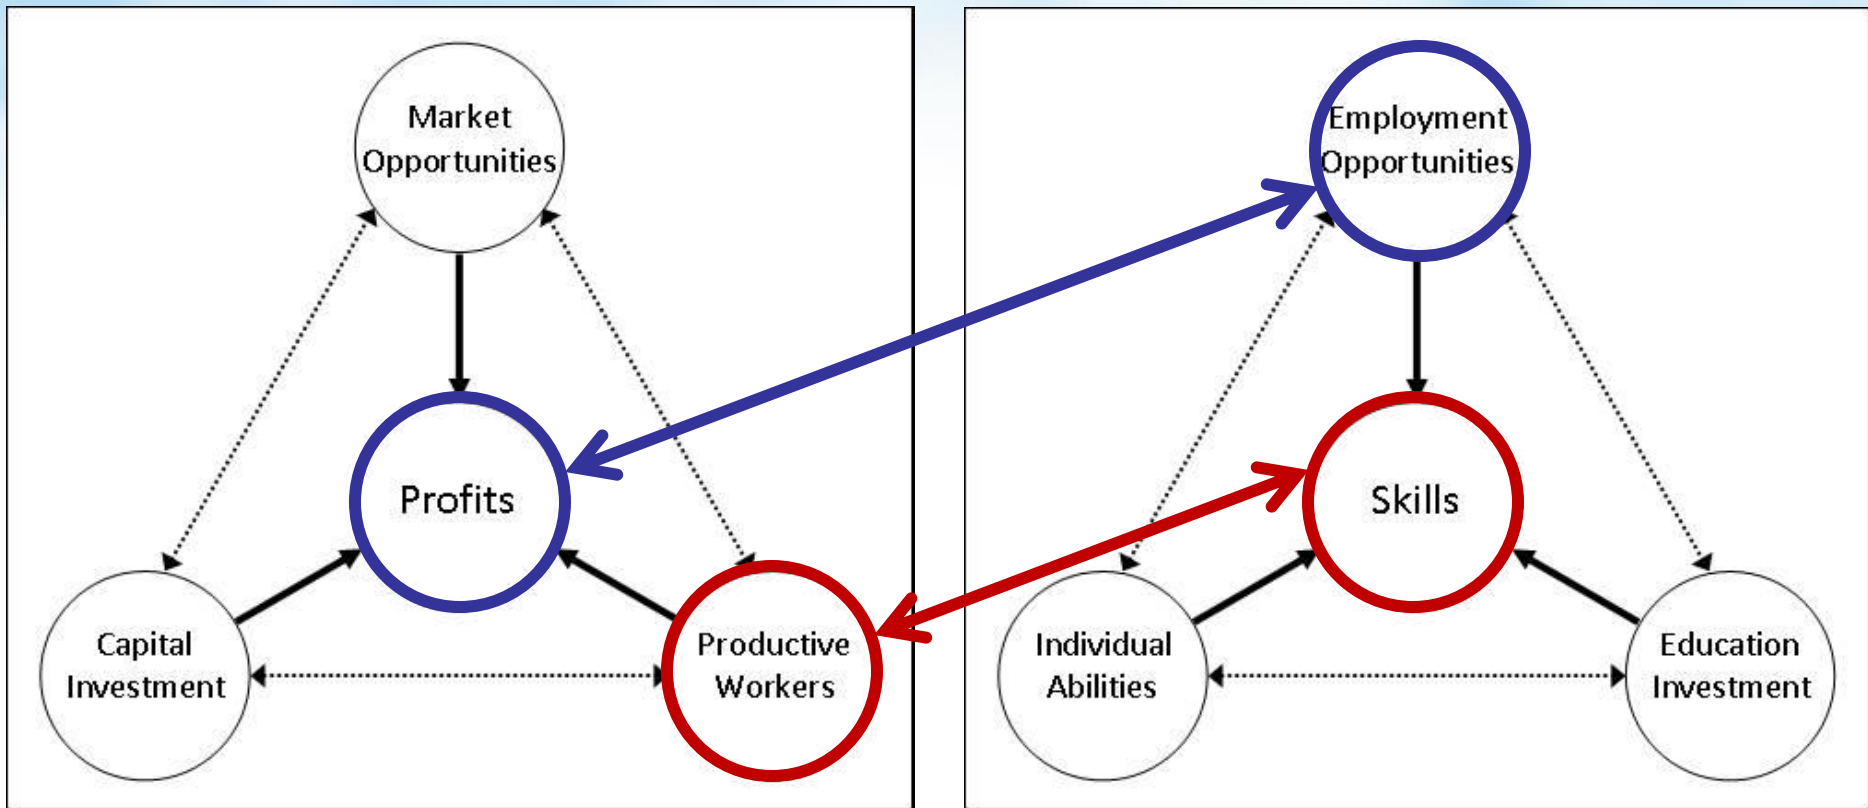 Market
Opportunities
Profits
Capital
Investment
Productive
Workers
Employment
Opportunities
Skills
Individual
Abilities
Education
Investment